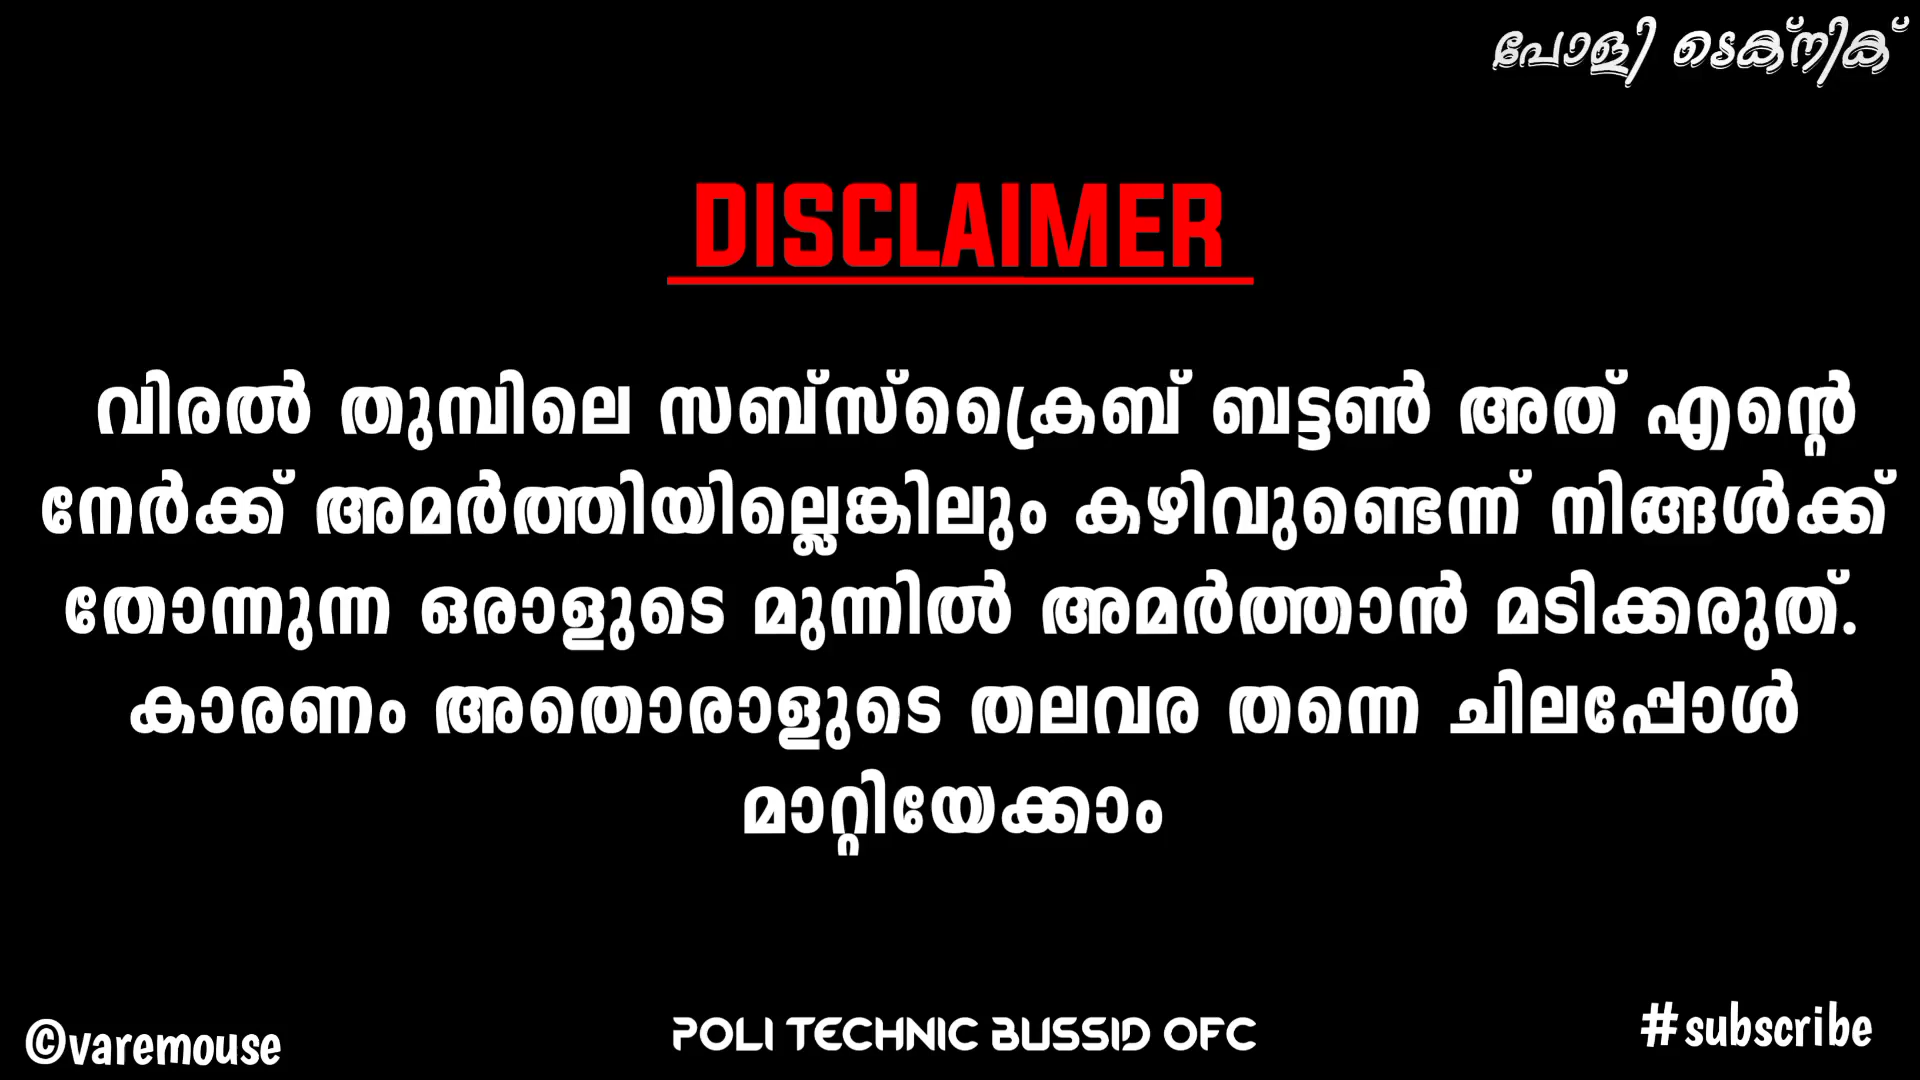 പോളി ടെക്നിക്
DISCLAIMER
വിരൽ തുമ്പിലെ സബ്സ്ക്രൈബ് ബട്ടൺ അത് എന്റെ
നേർക്ക് അമർത്തിയില്ലെങ്കിലും കഴിവുണ്ടെന്ന് നിങ്ങൾക്ക്
തോന്നുന്ന ഒരാളുടെ മുന്നിൽ അമർത്താൻ മടിക്കരുത്.
കാരണം അതൊരാളുടെ തലവര തന്നെ ചിലപ്പോൾ
മാറ്റിയേക്കാം
©varemouse
POLI TECHNIC BUSSID OFC
#subscribe